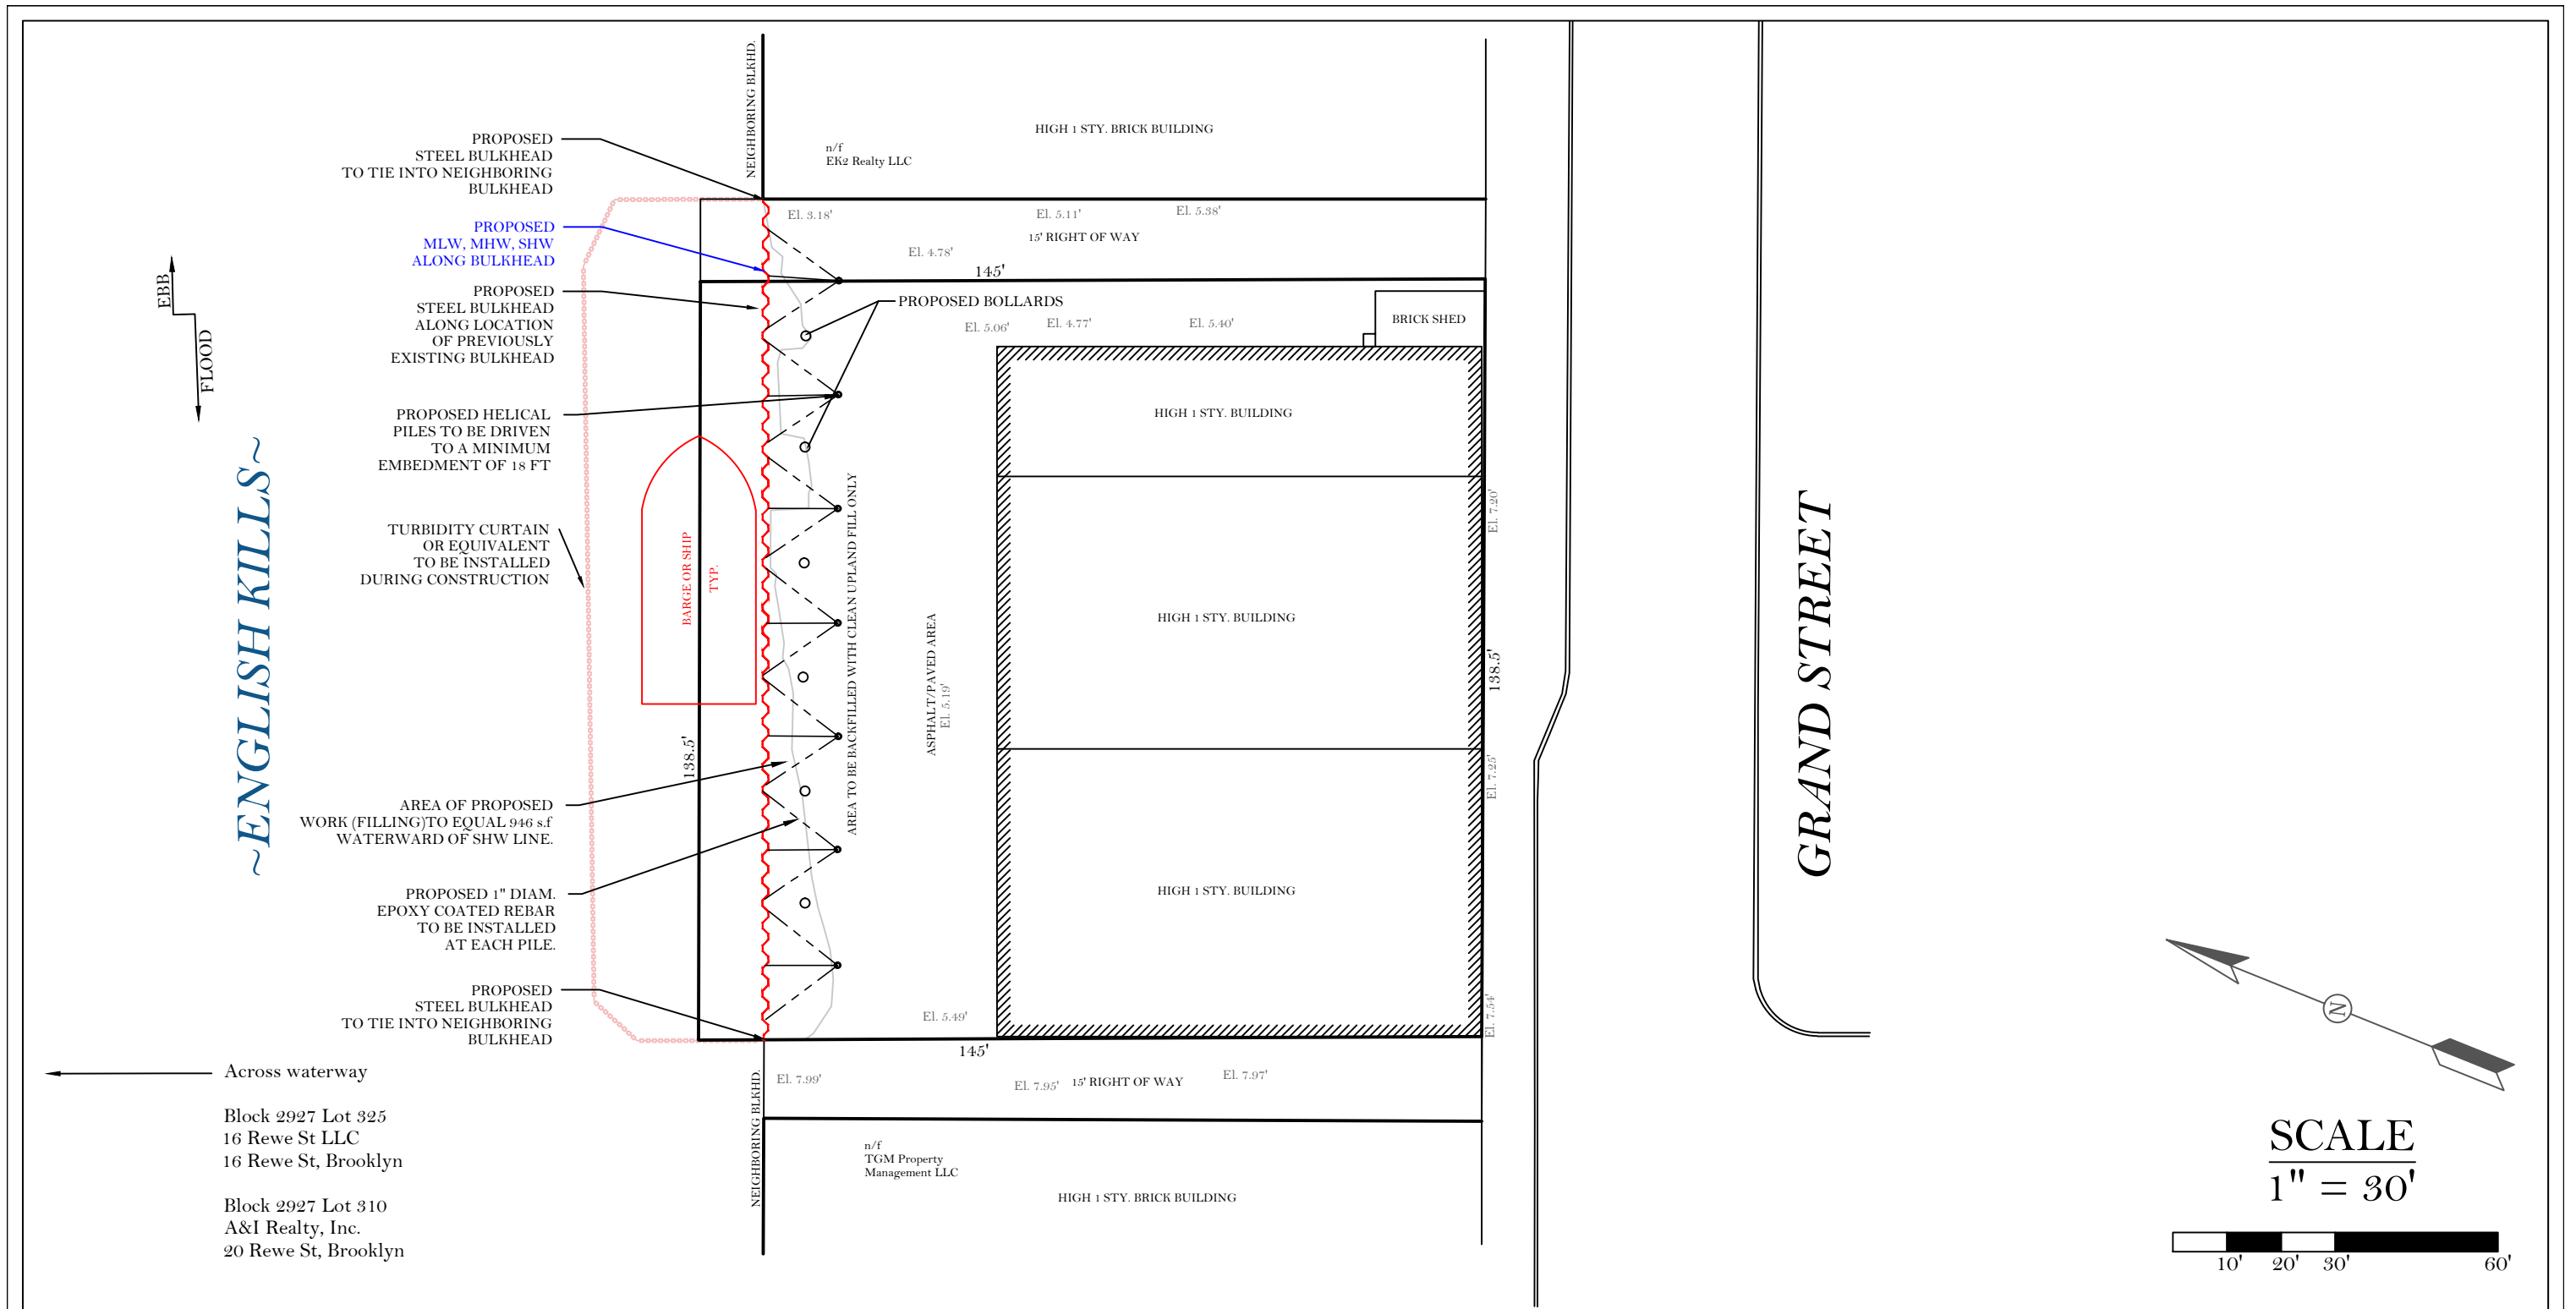 NEIGHBORING BLKHD.
HIGH 1 STY. BRICK BUILDING
n/f
EK2 Realty LLC
PROPOSED
STEEL BULKHEAD
TO TIE INTO NEIGHBORING
BULKHEAD
El. 3.18'
El. 5.11'
El. 5.38'
15' RIGHT OF WAY
El. 4.78'
145'
PROPOSED
MLW, MHW, SHW
ALONG BULKHEAD
EBB
FLOOD
PROPOSED
STEEL BULKHEAD
ALONG LOCATION
OF PREVIOUSLY
EXISTING BULKHEAD
PROPOSED BOLLARDS
El. 5.06'
El. 4.77'
El. 5.40'
BRICK SHED
PROPOSED HELICAL
PILES TO BE DRIVEN
TO A MINIMUM
EMBEDMENT OF 18 FT
HIGH 1 STY. BUILDING
~ENGLISH KILLS~
TURBIDITY CURTAIN
OR EQUIVALENT
TO BE INSTALLED
DURING CONSTRUCTION
BARGE OR SHIP
TYP.
AREA TO BE BACKFILLED WITH CLEAN UPLAND FILL ONLY
ASPHALT/PAVED AREA
El. 5.19'
HIGH 1 STY. BUILDING
El. 7.20'
138.5'
GRAND STREET
138.5'
El. 7.25'
AREA OF PROPOSED
WORK (FILLING)TO EQUAL 946 s.f
WATERWARD OF SHW LINE.
PROPOSED 1" DIAM.
EPOXY COATED REBAR
TO BE INSTALLED
AT EACH PILE.
HIGH 1 STY. BUILDING
PROPOSED
STEEL BULKHEAD
TO TIE INTO NEIGHBORING
BULKHEAD
El. 5.49'
El. 7.54'
145'
N
Across waterway
El. 7.99'
El. 7.95'
15' RIGHT OF WAY
El. 7.97'
NEIGHBORING BLKHD.
Block 2927 Lot 325
16 Rewe St LLC
16 Rewe St, Brooklyn
n/f
TGM Property
Management LLC
HIGH 1 STY. BRICK BUILDING
Block 2927 Lot 310
A&I Realty, Inc.
20 Rewe St, Brooklyn
SCALE
1" = 30'
10' 20' 30' 60'